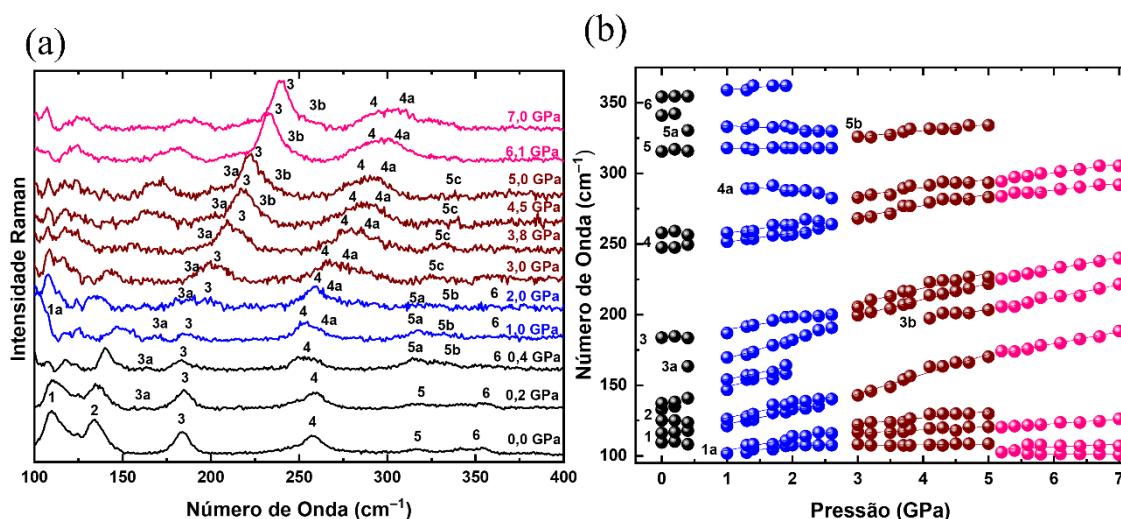 (a)
(b)
Intensidade Raman
3
3b
4 4a
7,0 GPa
3
3b
4 4a
6,1 GPa
3a 3 3b
4 4a
5c
5,0 GPa
3a 3 3b
4 4a
5c
4,5 GPa
3a 3
4 4a
5c
3,8 GPa
3a 3
4 4a
5c
3,0 GPa
1a
3a 3
4 4a
5a 5b 6
2,0 GPa
3a 3
4 4a
5a 5b 6
1,0 GPa
3a 3
4
5a 5b 6
0,4 GPa
1
3a 3
4
5 6
0,2 GPa
2
3
4
5 6
0,0 GPa
100 150 200 250 300 350 400
Número de Onda (cm⁻¹)
Número de Onda (cm⁻¹)
350
300
250
200
150
100
6
5a
5
4a
4
3
3a
2
1
1a
5b
3b
0 1 2 3 4 5 6 7
Pressão (GPa)